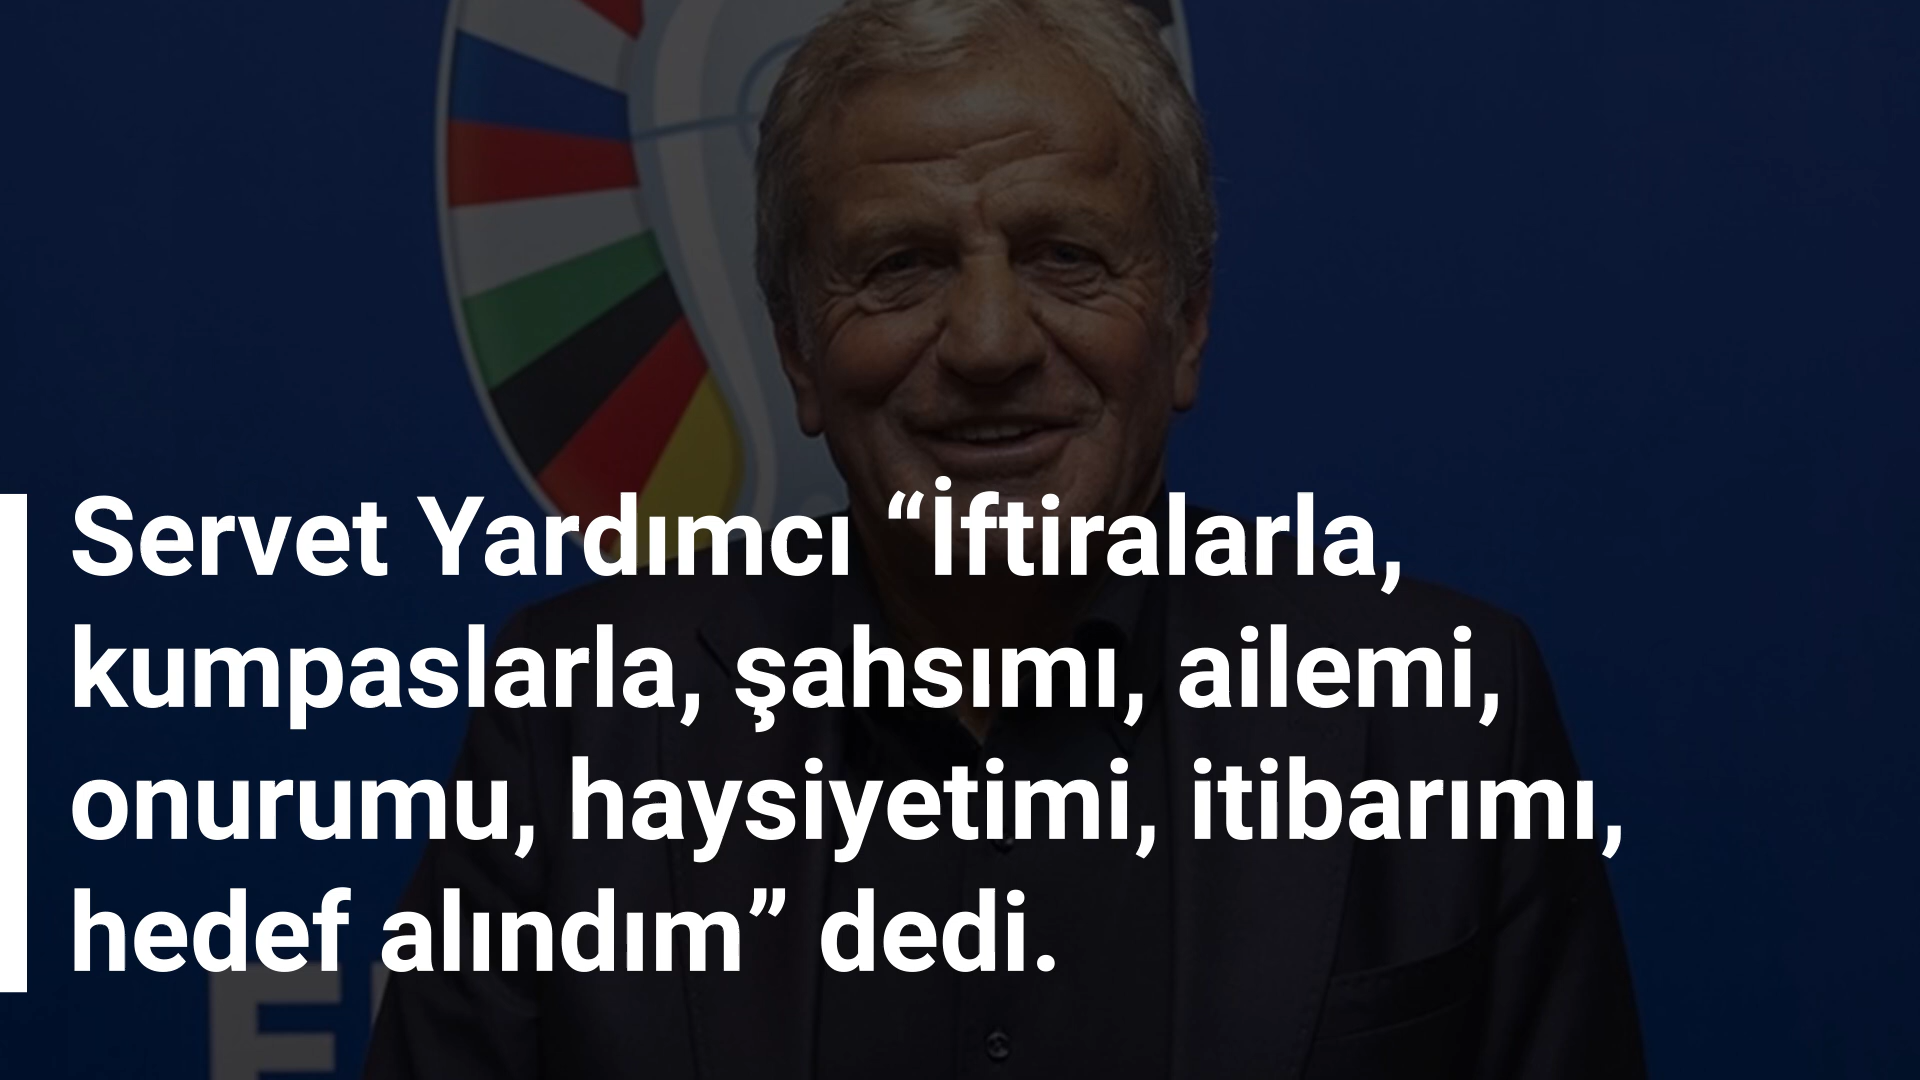 Servet Yardımcı “İftiralarla,
kumpaslarla, şahsımı, ailemi,
onurumu, haysiyetimi, itibarımı,
hedef alındım” dedi.